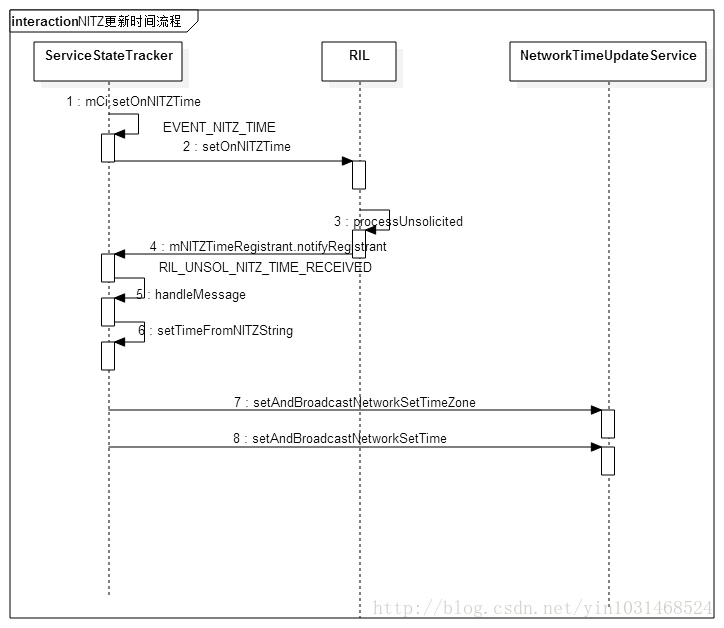 interactionNITZ更新时间流程
ServiceStateTracker
RIL
NetworkTimeUpdateService
1 : mCi.setOnNITZTime
EVENT_NITZ_TIME
2 : setOnNITZTime
3 : processUnsolicited
4 : mNITZTimeRegistrant.notifyRegistrant
RIL_UNSOL_NITZ_TIME_RECEIVED
5 : handleMessage
6 : setTimeFromNITZString
7 : setAndBroadcastNetworkSetTimeZone
8 : setAndBroadcastNetworkSetTime
http://blog.csdn.net/yin1031468524